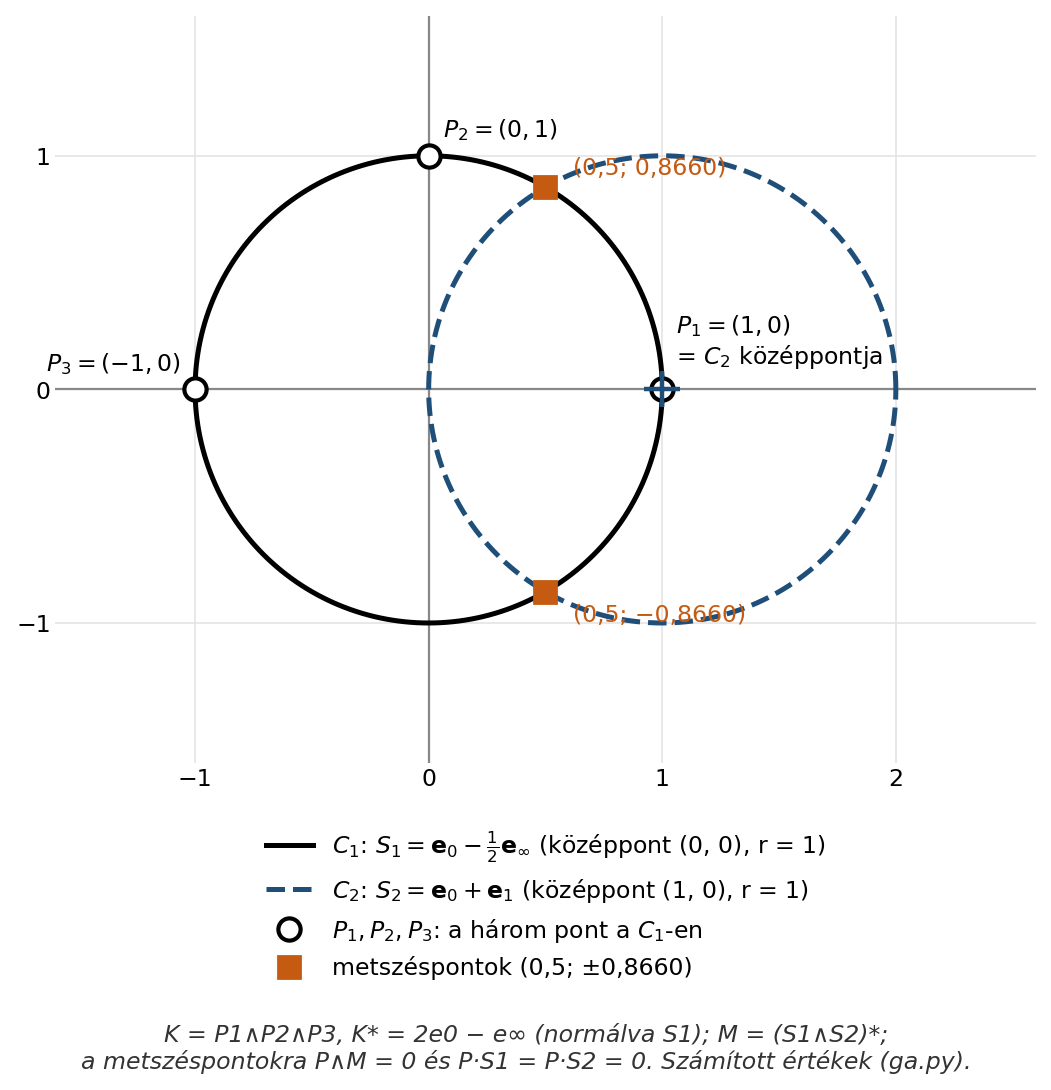 P₂ = (0, 1)
1
(0,5; 0,8660)
P₁ = (1, 0)
= C₂ középpontja
P₃ = (−1, 0)
0
(0,5; −0,8660)
−1
−1 0 1 2
C₁: S₁ = e₀ − ½e∞ (középpont (0, 0), r = 1)
C₂: S₂ = e₀ + e₁ (középpont (1, 0), r = 1)
P₁, P₂, P₃: a három pont a C₁-en
metszéspontok (0,5; ±0,8660)
K = P1∧P2∧P3, K* = 2e0 − e∞ (normálva S1); M = (S1∧S2)*;
a metszéspontokra P∧M = 0 és P·S1 = P·S2 = 0. Számított értékek (ga.py).